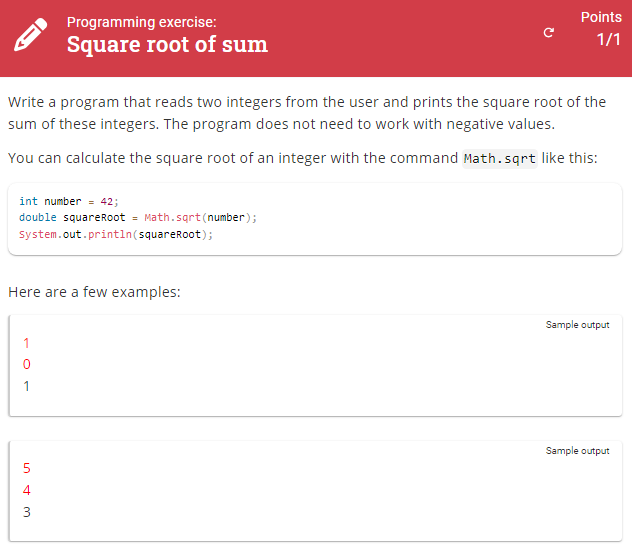 Programming exercise:
Square root of sum
Points
1/1
Write a program that reads two integers from the user and prints the square root of the
sum of these integers. The program does not need to work with negative values.
You can calculate the square root of an integer with the command Math.sqrt like this:
int number = 42;
double squareRoot = Math.sqrt(number);
System.out.println(squareRoot);
Here are a few examples:
Sample output
1
0
1
Sample output
5
4
3